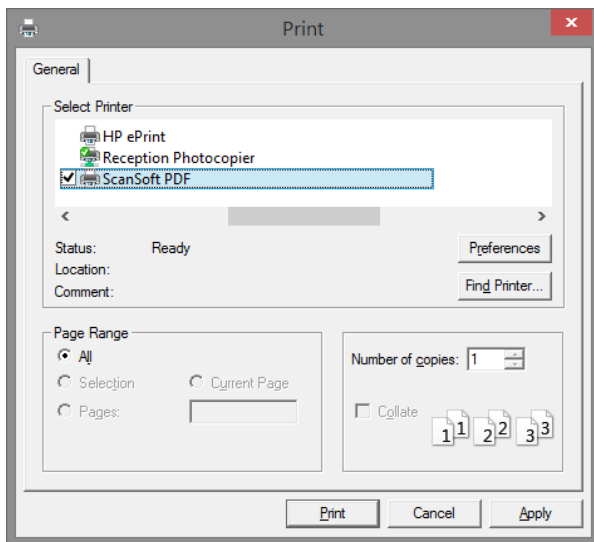 Print
General
Select Printer
HP ePrint
Reception Photocopier
ScanSoft PDF
Status: Ready
Preferences
Location:
Comment:
Find Printer...
Page Range
All
Selection
Current Page
Pages:
Number of copies: 1
Collate
1 1 2 2 3 3
Print Cancel Apply